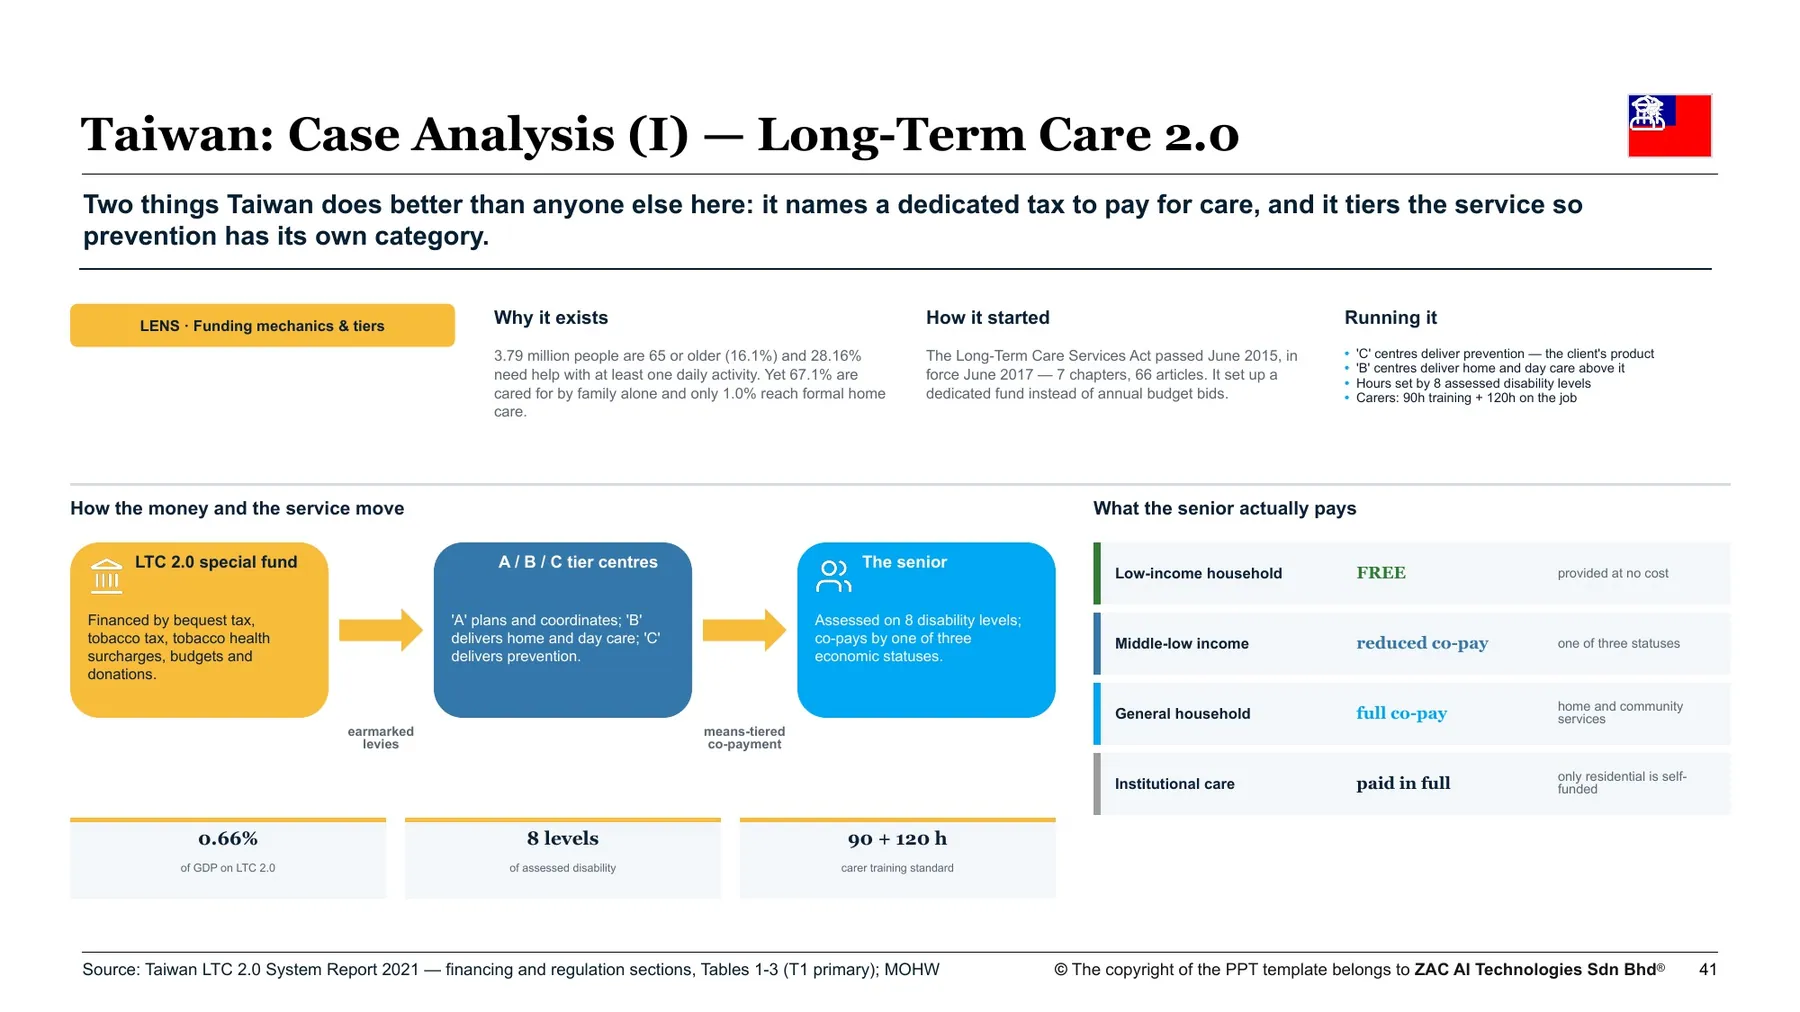 Taiwan: Case Analysis (I) — Long-Term Care 2.0
Two things Taiwan does better than anyone else here: it names a dedicated tax to pay for care, and it tiers the service so
prevention has its own category.
LENS · Funding mechanics & tiers
Why it exists
3.79 million people are 65 or older (16.1%) and 28.16%
need help with at least one daily activity. Yet 67.1% are
cared for by family alone and only 1.0% reach formal home
care.
How it started
The Long-Term Care Services Act passed June 2015, in
force June 2017 — 7 chapters, 66 articles. It set up a
dedicated fund instead of annual budget bids.
Running it
• 'C' centres deliver prevention — the client's product
• 'B' centres deliver home and day care above it
• Hours set by 8 assessed disability levels
• Carers: 90h training + 120h on the job
How the money and the service move
LTC 2.0 special fund
Financed by bequest tax,
tobacco tax, tobacco health
surcharges, budgets and
donations.
earmarked
levies
A / B / C tier centres
'A' plans and coordinates; 'B'
delivers home and day care; 'C'
delivers prevention.
means-tiered
co-payment
The senior
Assessed on 8 disability levels;
co-pays by one of three
economic statuses.
0.66%
of GDP on LTC 2.0
8 levels
of assessed disability
90 + 120 h
carer training standard
What the senior actually pays
Low-income household FREE provided at no cost
Middle-low income reduced co-pay one of three statuses
General household full co-pay home and community
services
Institutional care paid in full only residential is self-
funded
Source: Taiwan LTC 2.0 System Report 2021 — financing and regulation sections, Tables 1-3 (T1 primary); MOHW
© The copyright of the PPT template belongs to ZAC AI Technologies Sdn Bhd® 41